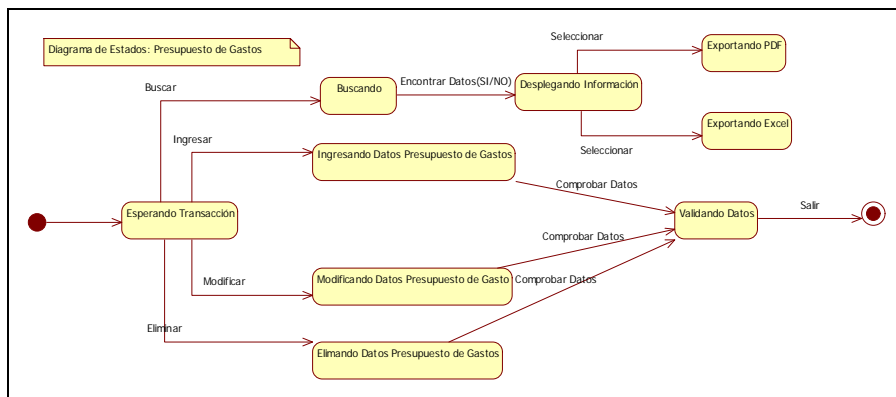 Diagrama de Estados: Presupuesto de Gastos
Seleccionar
Exportando PDF
Buscar
Buscando
Encontrar Datos(SI/NO)
Desplegando Información
Exportando Excel
Seleccionar
Ingresar
Ingresando Datos Presupuesto de Gastos
Comprobar Datos
Esperando Transacción
Validando Datos
Salir
Comprobar Datos
Modificar
Modificando Datos Presupuesto de Gasto
Comprobar Datos
Eliminar
Elimando Datos Presupuesto de Gastos